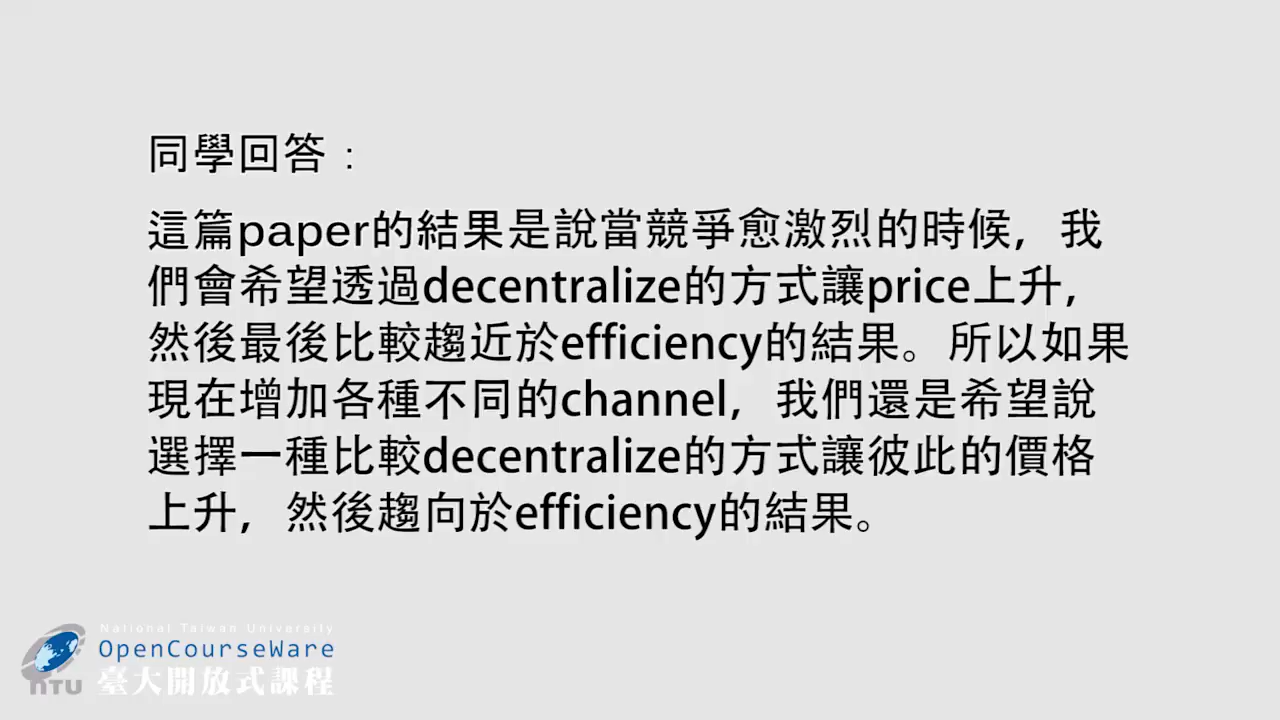 同學回答：
這篇paper的結果是說當競爭愈激烈的時候，我
們會希望透過decentralize的方式讓price上升，
然後最後比較趨近於efficiency的結果。所以如果
現在增加各種不同的channel，我們還是希望說
選擇一種比較decentralize的方式讓彼此的價格
上升，然後趨向於efficiency的結果。
National Taiwan University
OpenCourseWare
NTU 臺大開放式課程